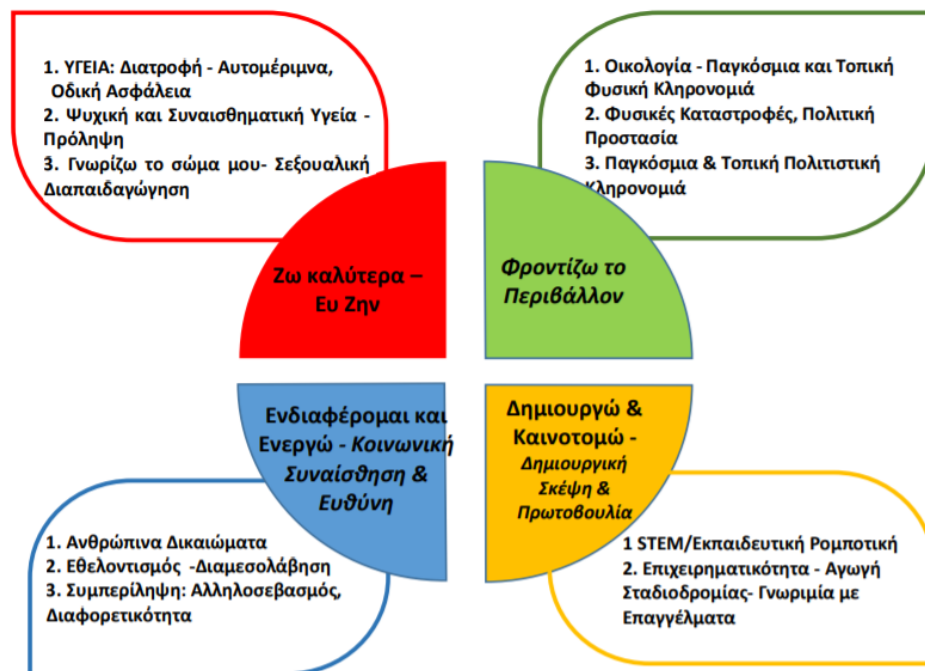 1. ΥΓΕΙΑ: Διατροφή - Αυτομέριμνα,
Οδική Ασφάλεια
2. Ψυχική και Συναισθηματική Υγεία -
Πρόληψη
3. Γνωρίζω το σώμα μου- Σεξουαλική
Διαπαιδαγώγηση
1. Οικολογία - Παγκόσμια και Τοπική
Φυσική Κληρονομιά
2. Φυσικές Καταστροφές, Πολιτική
Προστασία
3. Παγκόσμια & Τοπική Πολιτιστική
Κληρονομιά
Ζω καλύτερα –
Ευ Ζην
Φροντίζω το
Περιβάλλον
Ενδιαφέρομαι και
Ενεργώ - Κοινωνική
Συναίσθηση &
Ευθύνη
Δημιουργώ &
Καινοτομώ -
Δημιουργική
Σκέψη &
Πρωτοβουλία
1. Ανθρώπινα Δικαιώματα
2. Εθελοντισμός -Διαμεσολάβηση
3. Συμπερίληψη: Αλληλοσεβασμός,
Διαφορετικότητα
1 STEM/Εκπαιδευτική Ρομποτική
2. Επιχειρηματικότητα - Αγωγή
Σταδιοδρομίας- Γνωριμία με
Επαγγέλματα